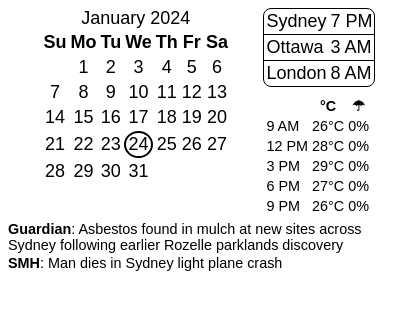 January 2024
Su Mo Tu We Th Fr Sa
1 2 3 4 5 6
7 8 9 10 11 12 13
14 15 16 17 18 19 20
21 22 23 24 25 26 27
28 29 30 31
Sydney 7 PM
Ottawa 3 AM
London 8 AM
°C ☂
9 AM 26°C 0%
12 PM 28°C 0%
3 PM 29°C 0%
6 PM 27°C 0%
9 PM 26°C 0%
Guardian: Asbestos found in mulch at new sites across
Sydney following earlier Rozelle parklands discovery
SMH: Man dies in Sydney light plane crash